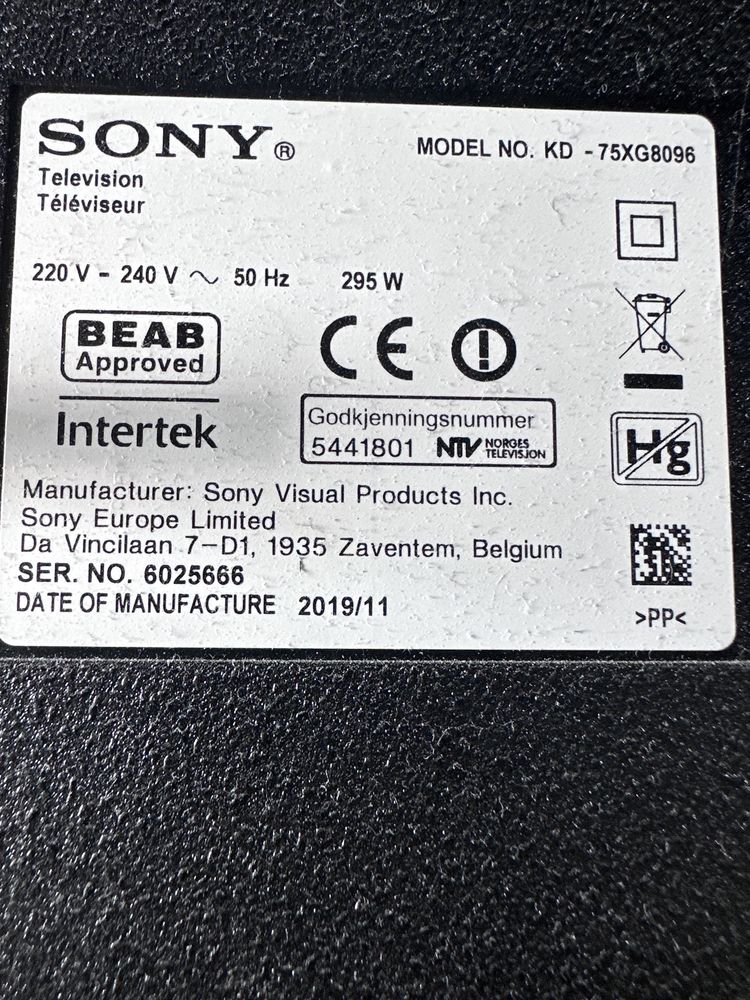 SONY®
MODEL NO. KD - 75XG8096
Television
Téléviseur
220 V - 240 V ~ 50 Hz 295 W
BEAB
Approved
CE
Intertek
Godkjenningsnummer
5441801 NTV NORGES
TELEVISJON
Hg
Manufacturer: Sony Visual Products Inc.
Sony Europe Limited
Da Vincilaan 7-D1, 1935 Zaventem, Belgium
SER. NO. 6025666
DATE OF MANUFACTURE 2019/11
>PP<